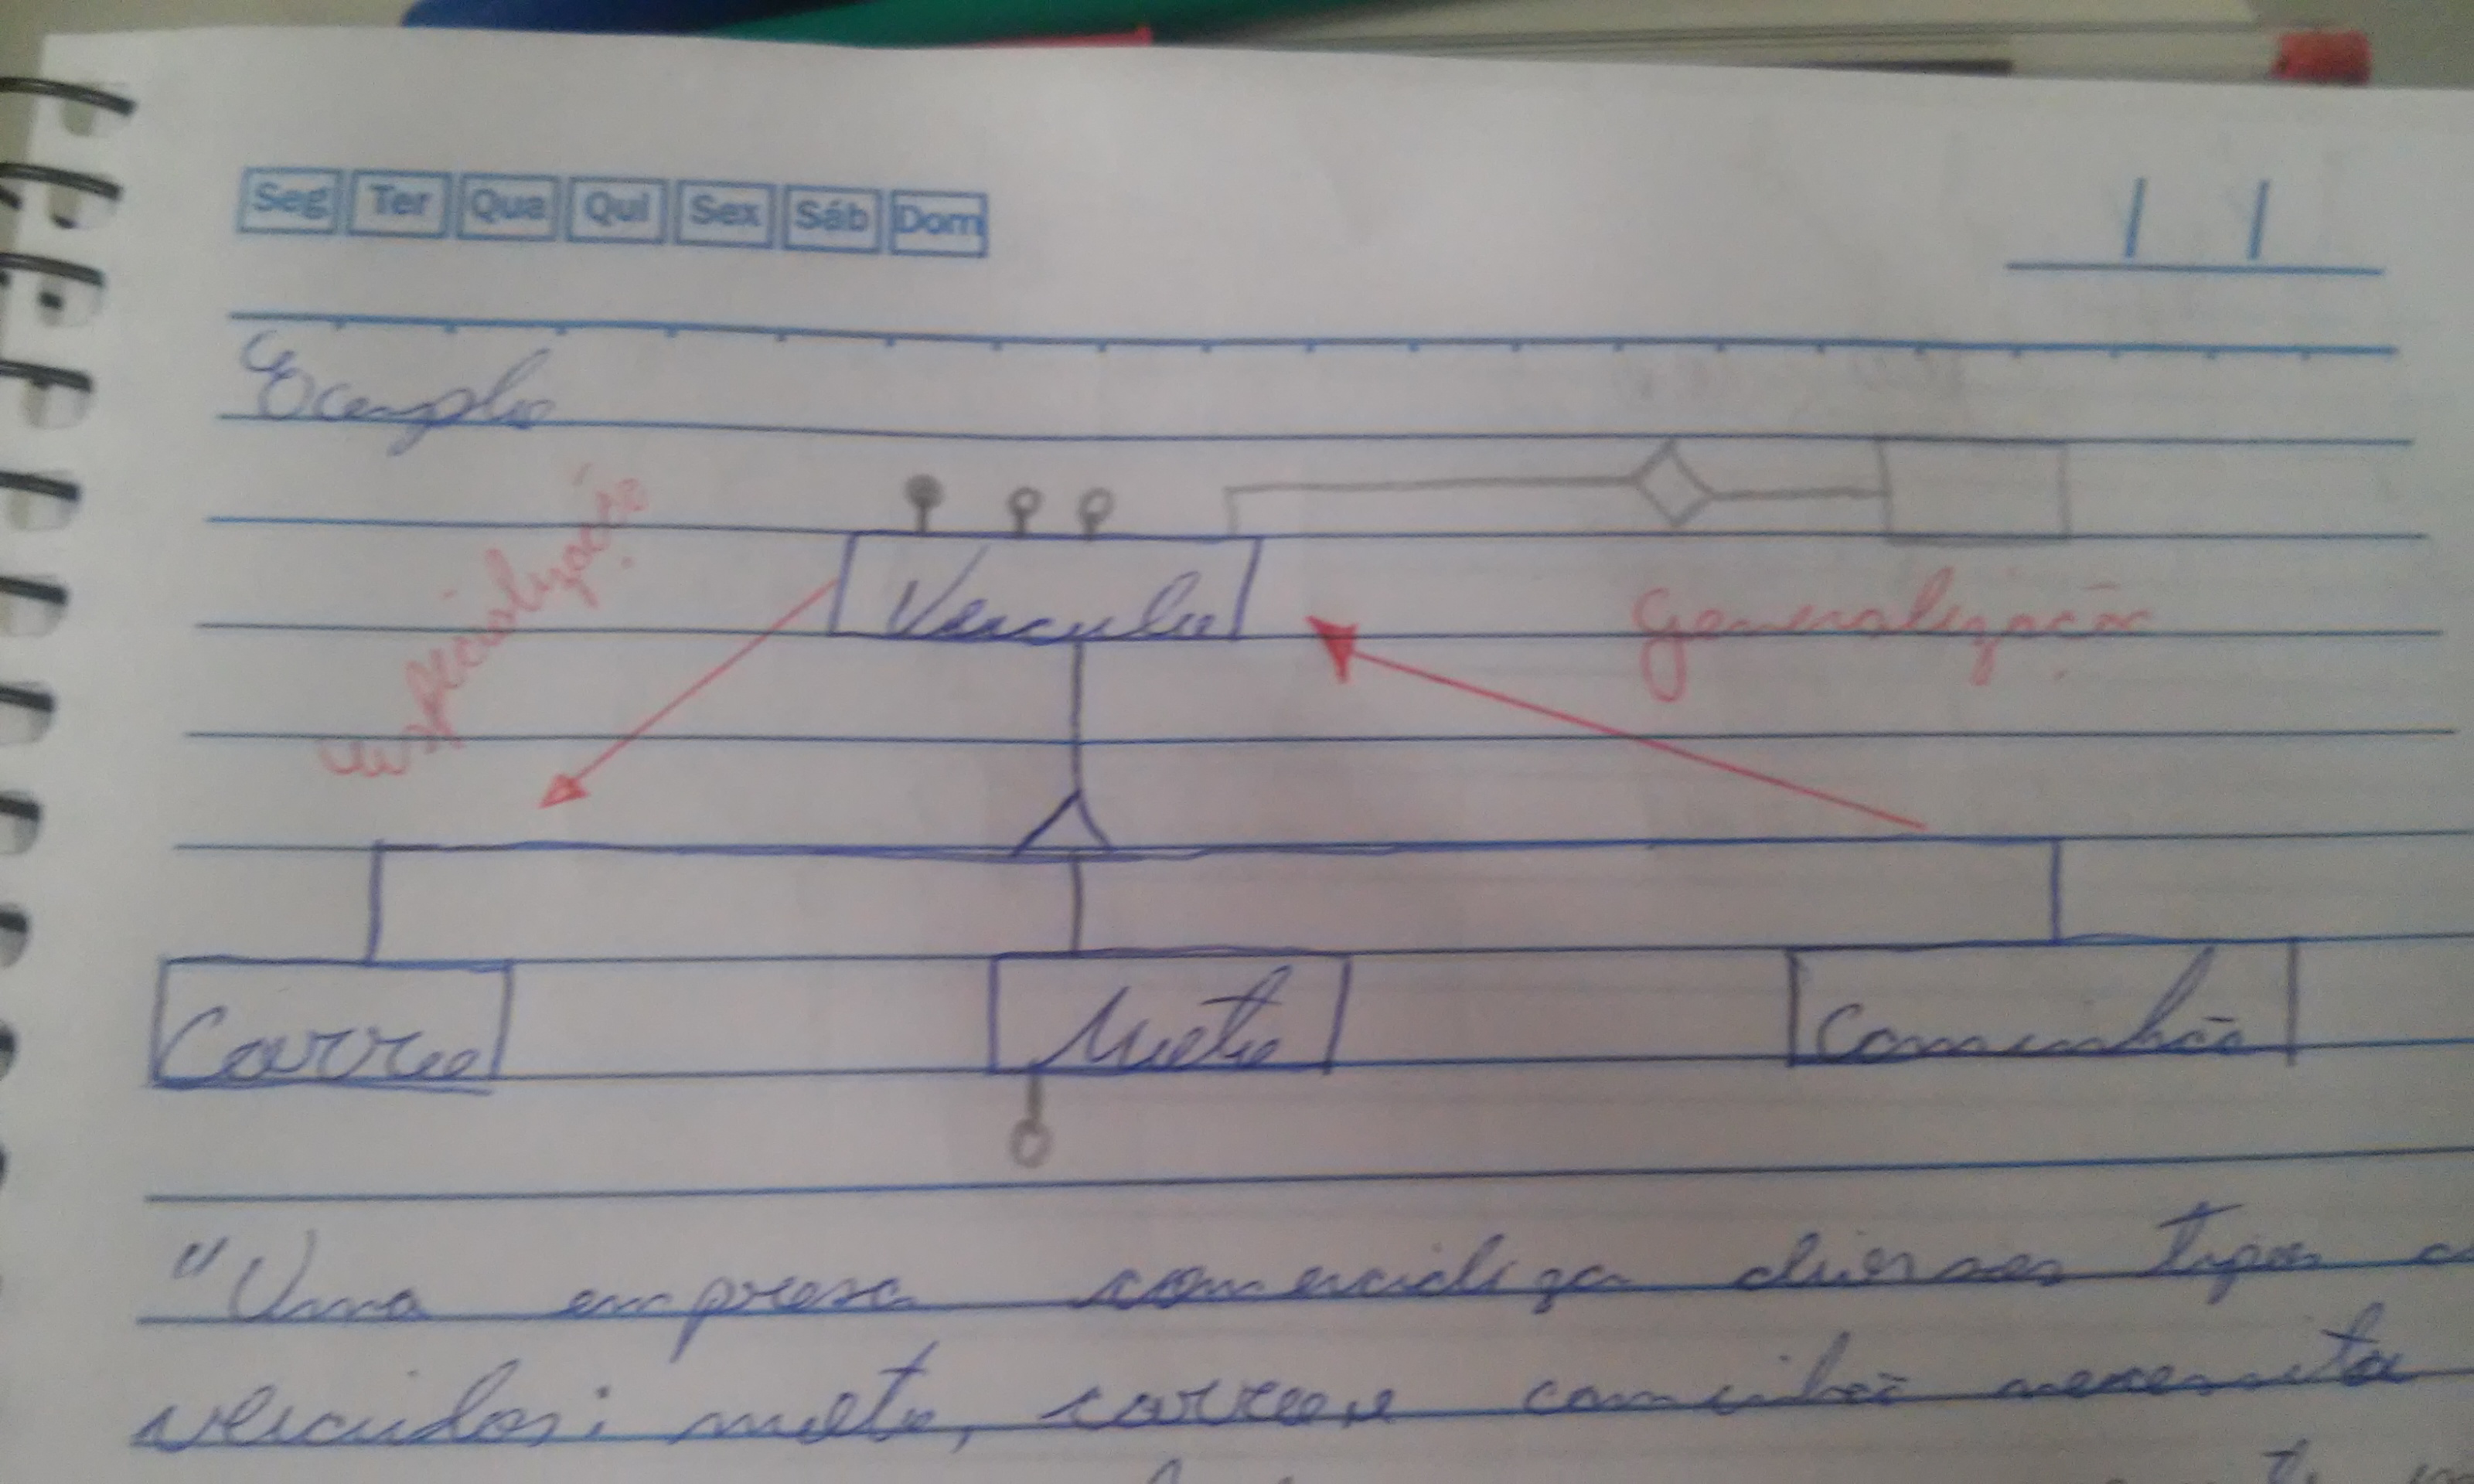 Seg Ter Qua Qui Sex Sáb Dom
Exemplo
especialização
Veiculo
Generalização
Carro Moto Caminhão
"Uma empresa comercializa diversos tipos
veiculos: moto, carro e caminhão necessita